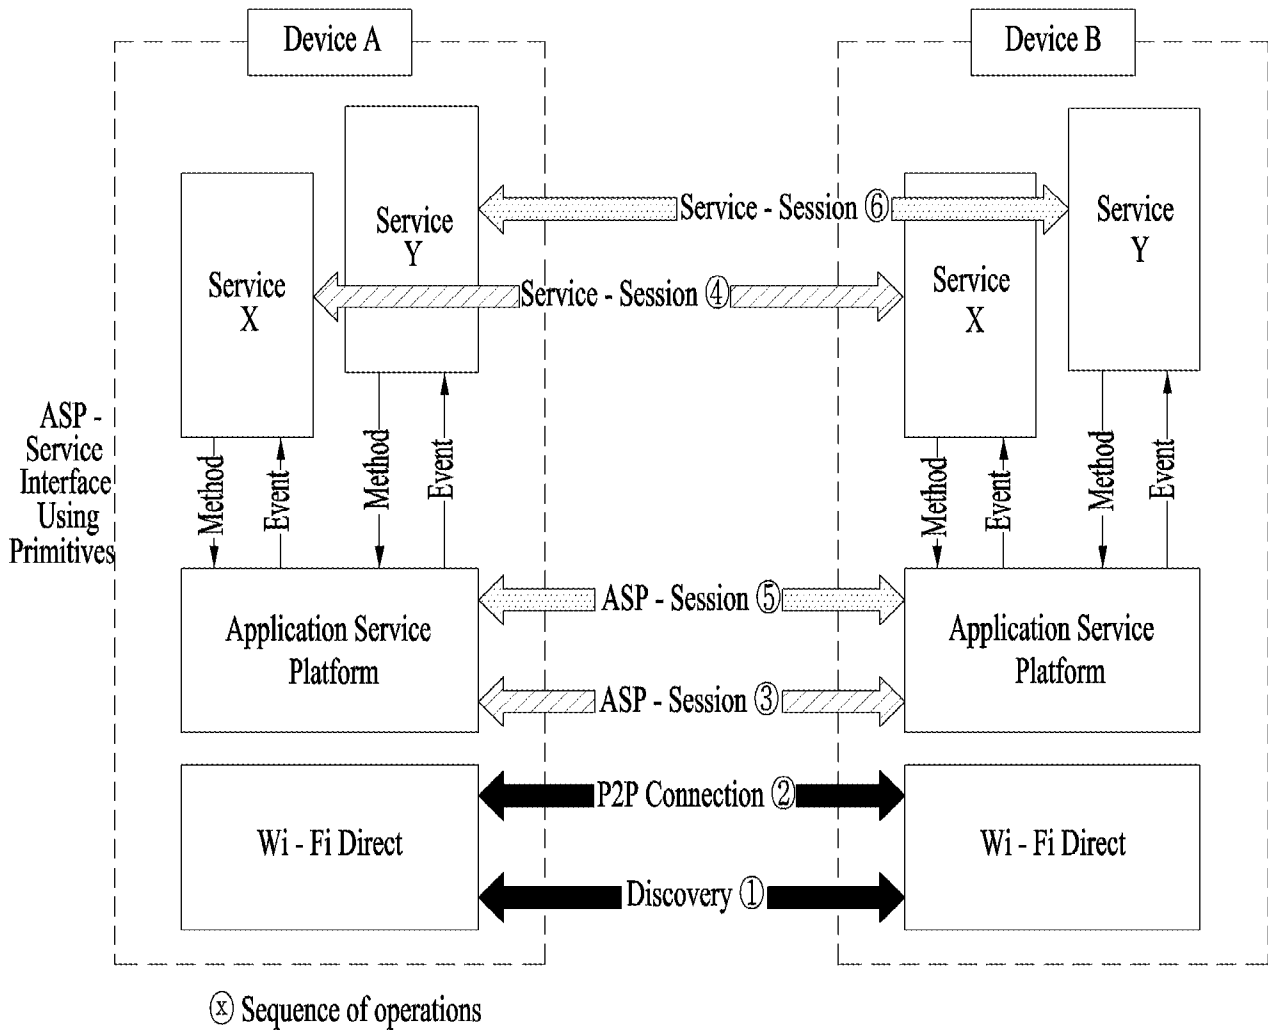 Device A
Device B
Service
Y
Service - Session ⑥
Service
Y
Service
X
Service - Session ④
Service
X
ASP -
Service
Interface
Using
Primitives
Method
Event
Method
Event
Method
Event
Method
Event
Application Service
Platform
ASP - Session ⑤
Application Service
Platform
ASP - Session ③
P2P Connection ②
Wi - Fi Direct
Wi - Fi Direct
Discovery ①
ⓧ Sequence of operations